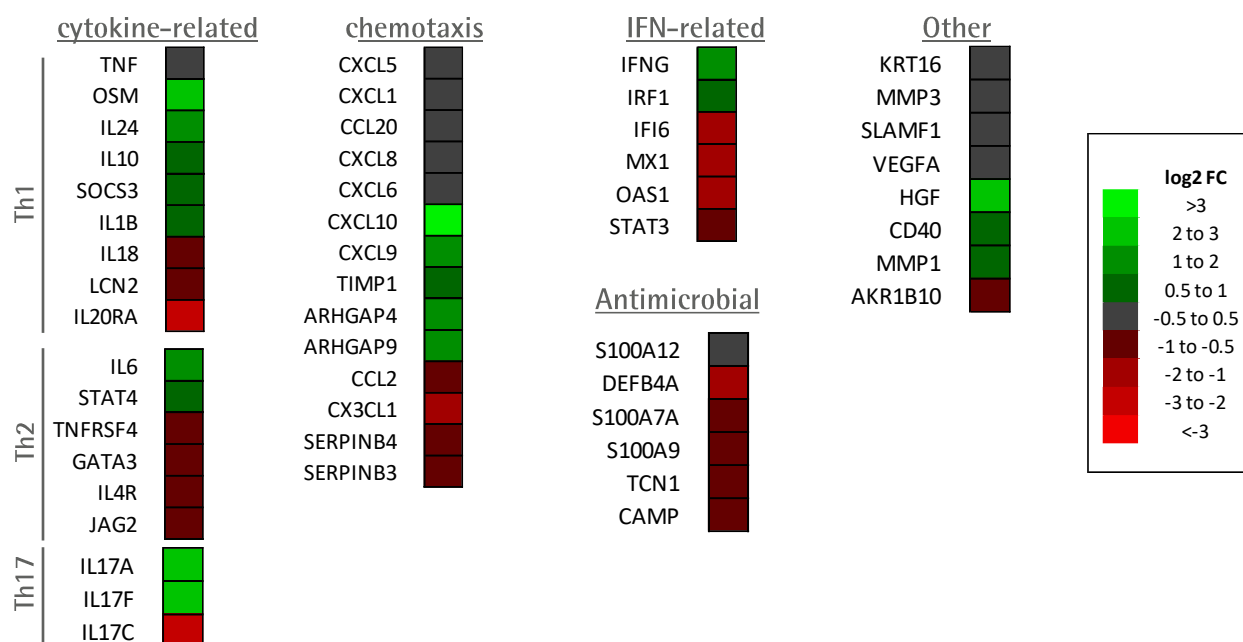 cytokine-related
Th1
TNF
OSM
IL24
IL10
SOCS3
IL1B
IL18
LCN2
IL20RA
Th2
IL6
STAT4
TNFRSF4
GATA3
IL4R
JAG2
Th17
IL17A
IL17F
IL17C
chemotaxis
CXCL5
CXCL1
CCL20
CXCL8
CXCL6
CXCL10
CXCL9
TIMP1
ARHGAP4
ARHGAP9
CCL2
CX3CL1
SERPINB4
SERPINB3
IFN-related
IFNG
IRF1
IFI6
MX1
OAS1
STAT3
Antimicrobial
S100A12
DEFB4A
S100A7A
S100A9
TCN1
CAMP
Other
KRT16
MMP3
SLAMF1
VEGFA
HGF
CD40
MMP1
AKR1B10
log2 FC
>3
2 to 3
1 to 2
0.5 to 1
-0.5 to 0.5
-1 to -0.5
-2 to -1
-3 to -2
<-3